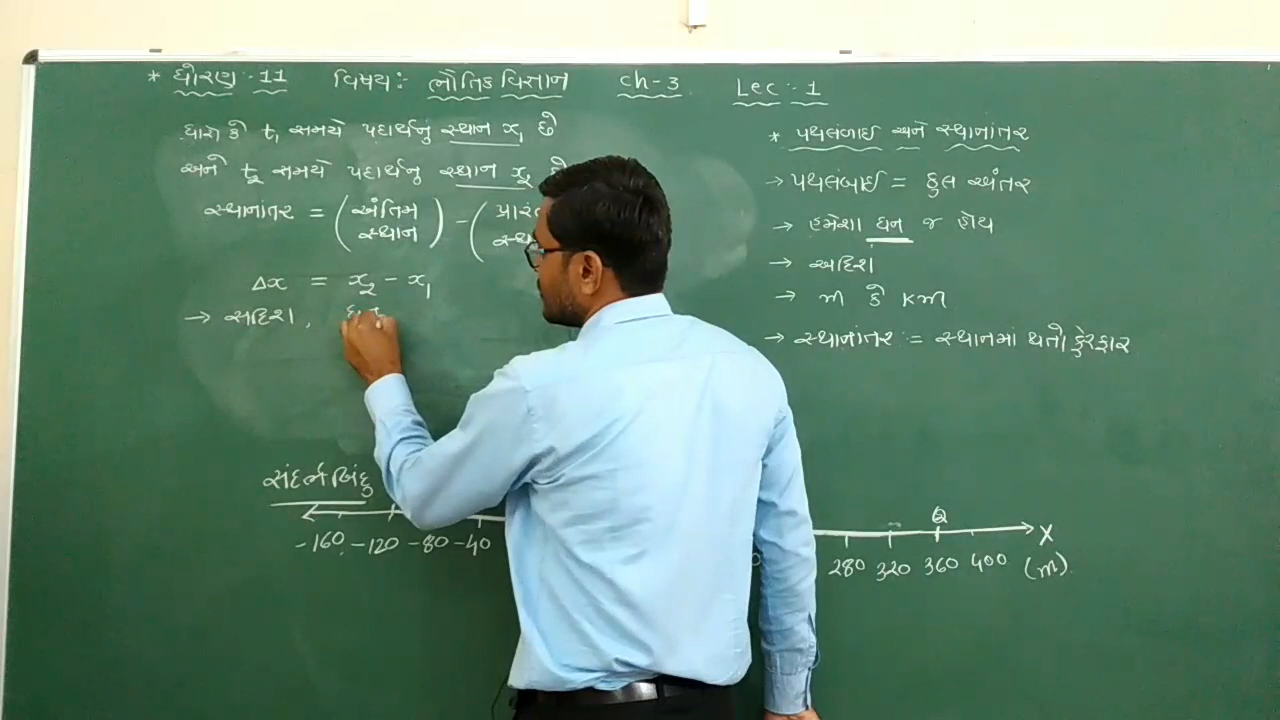 * ધોરણ :- 11 વિષય :- ભૌતિક વિજ્ઞાન ch-3 Lec :- 1
ધારો કે t₁ સમયે પદાર્થનું સ્થાન x₁ છે
અને t₂ સમયે પદાર્થનું સ્થાન x₂
સ્થાનાંતર = (અંતિમ સ્થાન) - (
Δx = x₂ - x₁
→ સદિશ,
* પથલંબાઈ અને સ્થાનાંતર
→ પથલંબાઈ = કુલ અંતર
→ હંમેશા ધન જ હોય
→ અદિશ
→ m કે km
→ સ્થાનાંતર = સ્થાનમાં થતો ફેરફાર
સંદર્ભબિંદુ
Q
-160 -120 -80 -40 280 320 360 400 X (m)